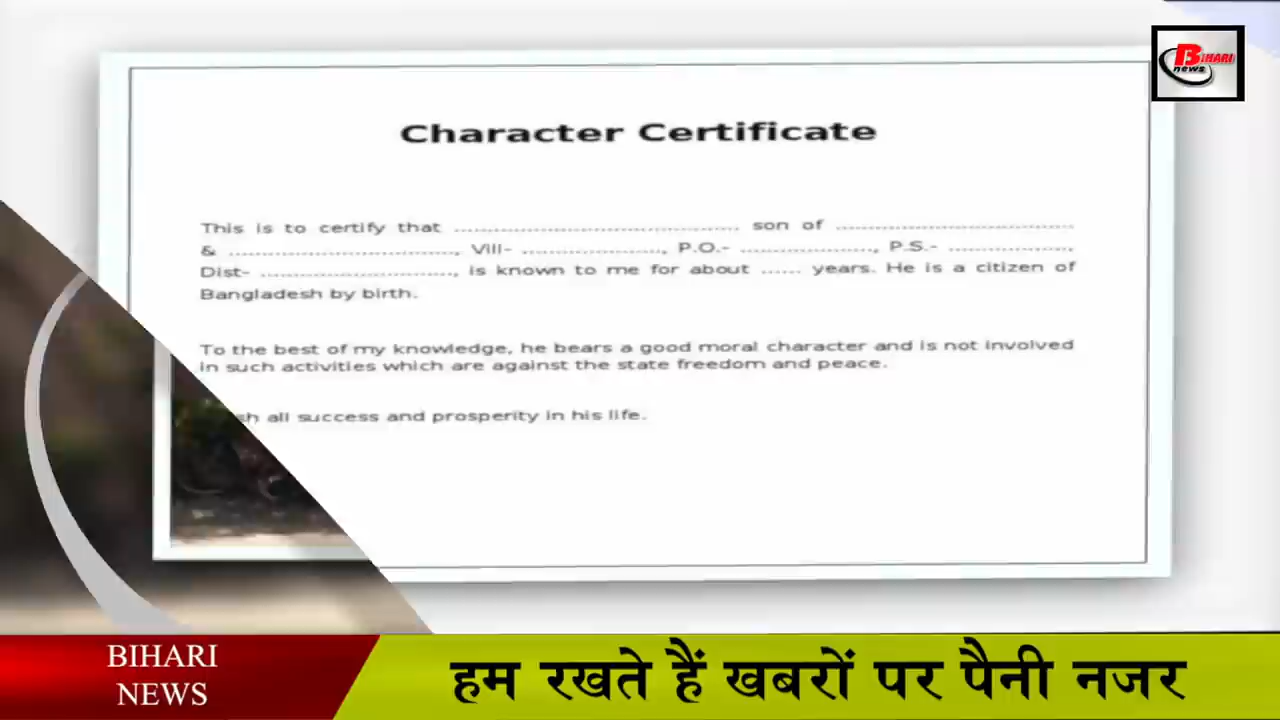 BIHARI
news
Character Certificate
This is to certify that ........................................ son of ..................................
& ...................................., Vill- ...................., P.O.- ..................., P.S.- .................,
Dist- ..........................., is known to me for about ...... years. He is a citizen of
Bangladesh by birth.
To the best of my knowledge, he bears a good moral character and is not involved
in such activities which are against the state freedom and peace.
all success and prosperity in his life.
BIHARI
NEWS
हम रखते हैं खबरों पर पैनी नजर